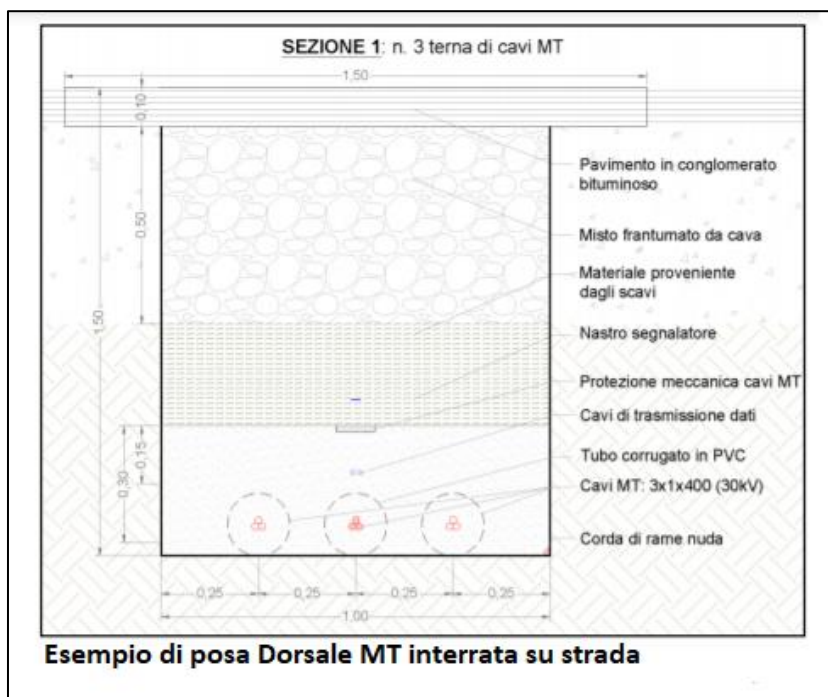 SEZIONE 1: n. 3 terna di cavi MT
1,50
0,10
Pavimento in conglomerato
bituminoso
0,50
Misto frantumato da cava
Materiale proveniente
dagli scavi
1,50
Nastro segnalatore
Protezione meccanica cavi MT
Cavi di trasmissione dati
0,15
0,30
Tubo corrugato in PVC
Cavi MT: 3x1x400 (30kV)
Corda di rame nuda
0,25
0,25
0,25
0,25
1,00
Esempio di posa Dorsale MT interrata su strada